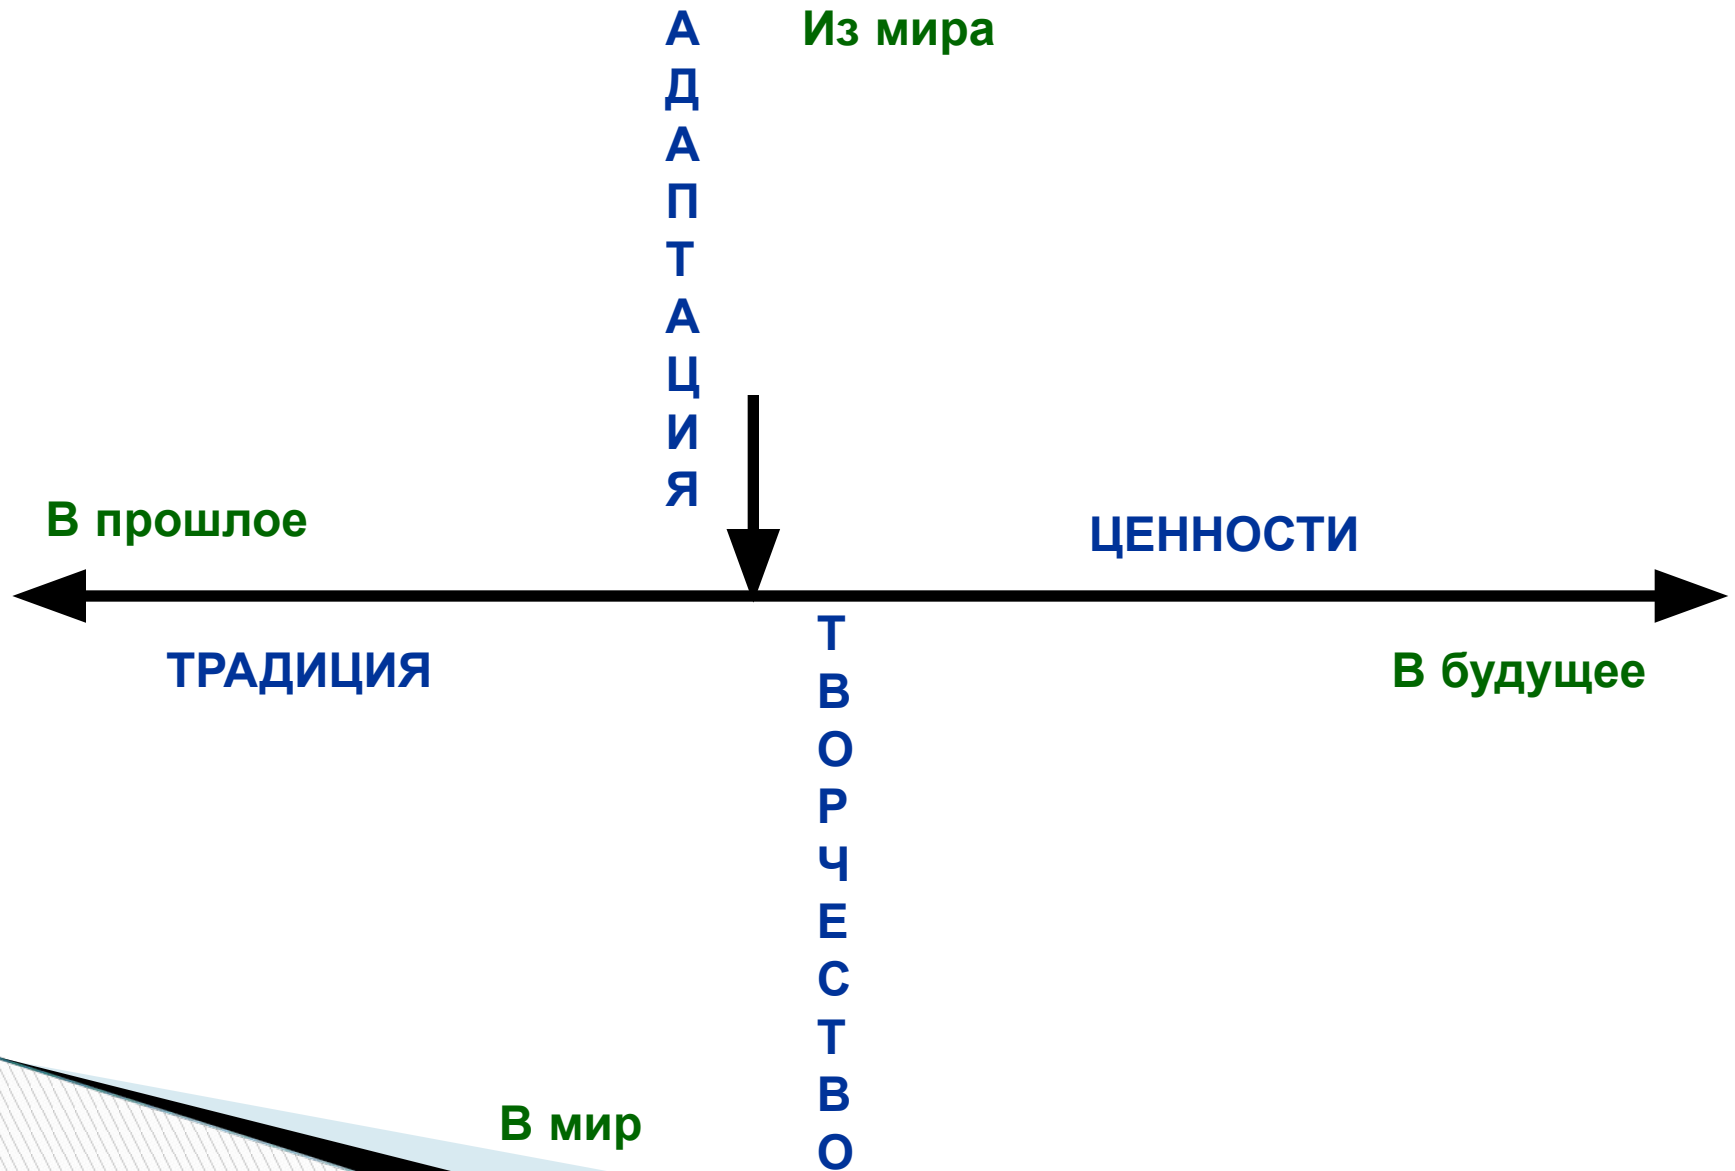 АДАПТАЦИЯ
Из мира
В прошлое
ЦЕННОСТИ
ТРАДИЦИЯ
В будущее
ТВОРЧЕСТВО
В мир